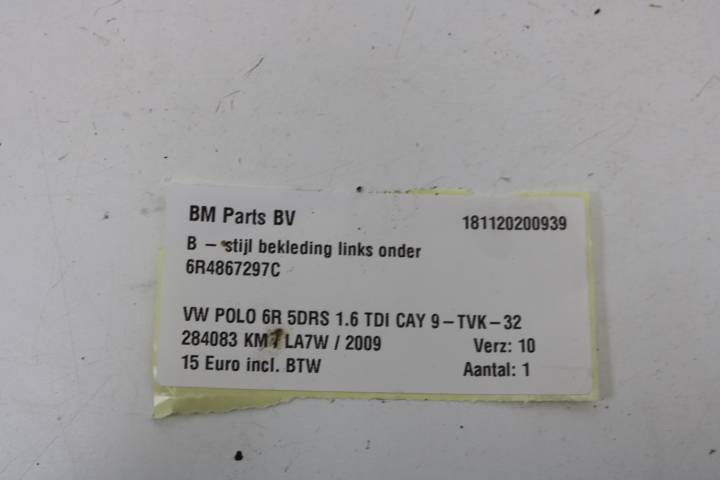 BM Parts BV 181120200939
B - stijl bekleding links onder
6R4867297C
VW POLO 6R 5DRS 1.6 TDI CAY 9-TVK-32
284083 KM / LA7W / 2009 Verz: 10
15 Euro incl. BTW Aantal: 1